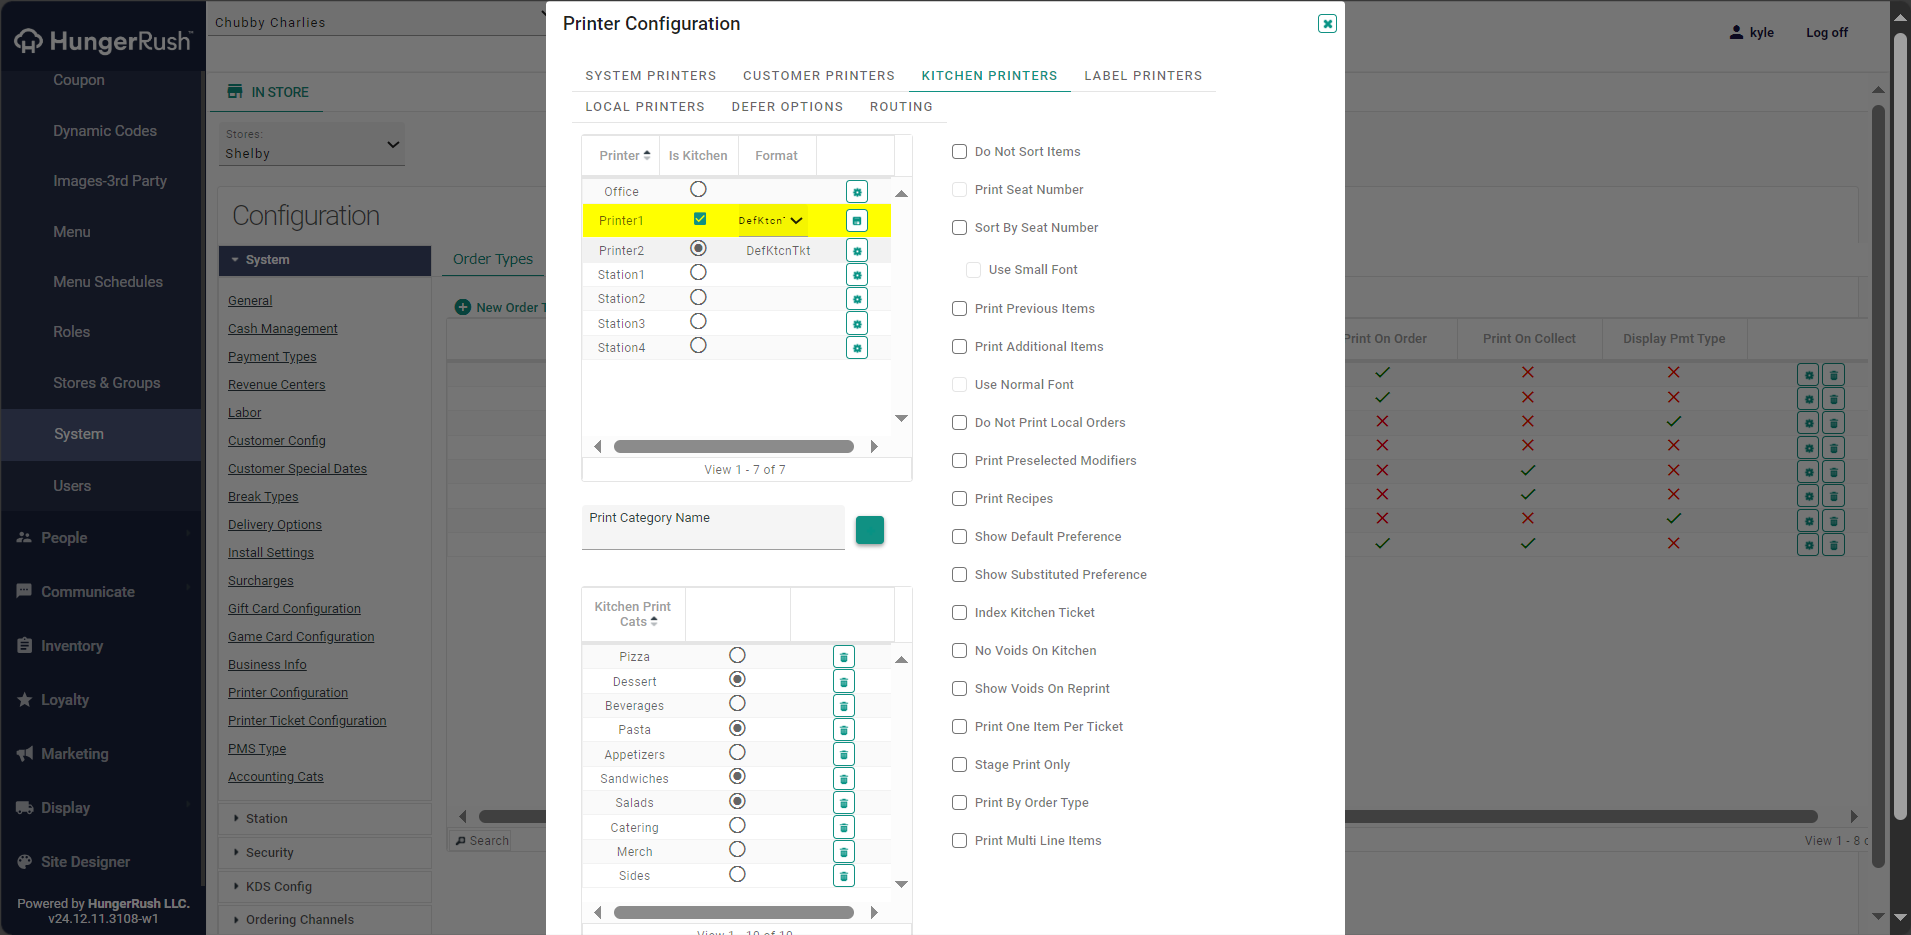 HungerRush™
Coupon
Dynamic Codes
Images-3rd Party
Menu
Menu Schedules
Roles
Stores & Groups
System
Users
People
Communicate
Inventory
Loyalty
Marketing
Display
Site Designer
Powered by HungerRush LLC.
v24.12.11.3108-w1
Chubby Charlies
kyle
Log off
IN STORE
Stores:
Shelby
Configuration
System
General
Cash Management
Payment Types
Revenue Centers
Labor
Customer Config
Customer Special Dates
Break Types
Delivery Options
Install Settings
Surcharges
Gift Card Configuration
Game Card Configuration
Business Info
Printer Configuration
Printer Ticket Configuration
PMS Type
Accounting Cats
Station
Security
KDS Config
Ordering Channels
Order Types
New Order T
Search
Printer Configuration
SYSTEM PRINTERS CUSTOMER PRINTERS KITCHEN PRINTERS LABEL PRINTERS
LOCAL PRINTERS DEFER OPTIONS ROUTING
Printer Is Kitchen Format
Office
Printer1 DefKtcnT
Printer2 DefKtcnTkt
Station1
Station2
Station3
Station4
View 1 - 7 of 7
Print Category Name
Kitchen Print
Cats
Pizza
Dessert
Beverages
Pasta
Appetizers
Sandwiches
Salads
Catering
Merch
Sides
View 1 - 10 of 10
Do Not Sort Items
Print Seat Number
Sort By Seat Number
Use Small Font
Print Previous Items
Print Additional Items
Use Normal Font
Do Not Print Local Orders
Print Preselected Modifiers
Print Recipes
Show Default Preference
Show Substituted Preference
Index Kitchen Ticket
No Voids On Kitchen
Show Voids On Reprint
Print One Item Per Ticket
Stage Print Only
Print By Order Type
Print Multi Line Items
Print On Order Print On Collect Display Pmt Type
View 1 - 8 o